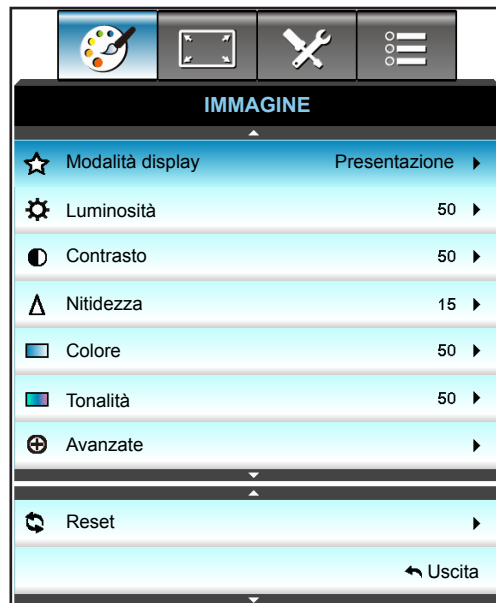 IMMAGINE
Modalità display Presentazione
Luminosità 50
Contrasto 50
Nitidezza 15
Colore 50
Tonalità 50
Avanzate
Reset
Uscita